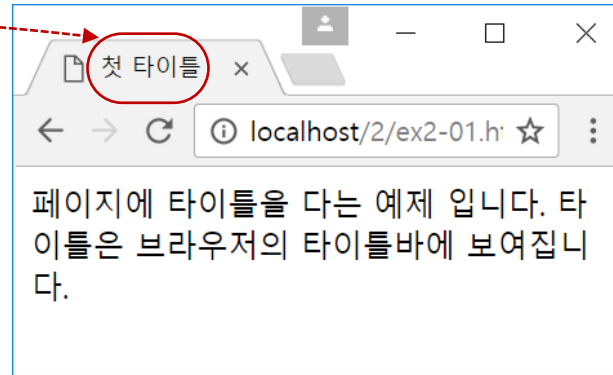 첫 타이틀
localhost/2/ex2-01.h
페이지에 타이틀을 다는 예제 입니다. 타
이틀은 브라우저의 타이틀바에 보여집니
다.